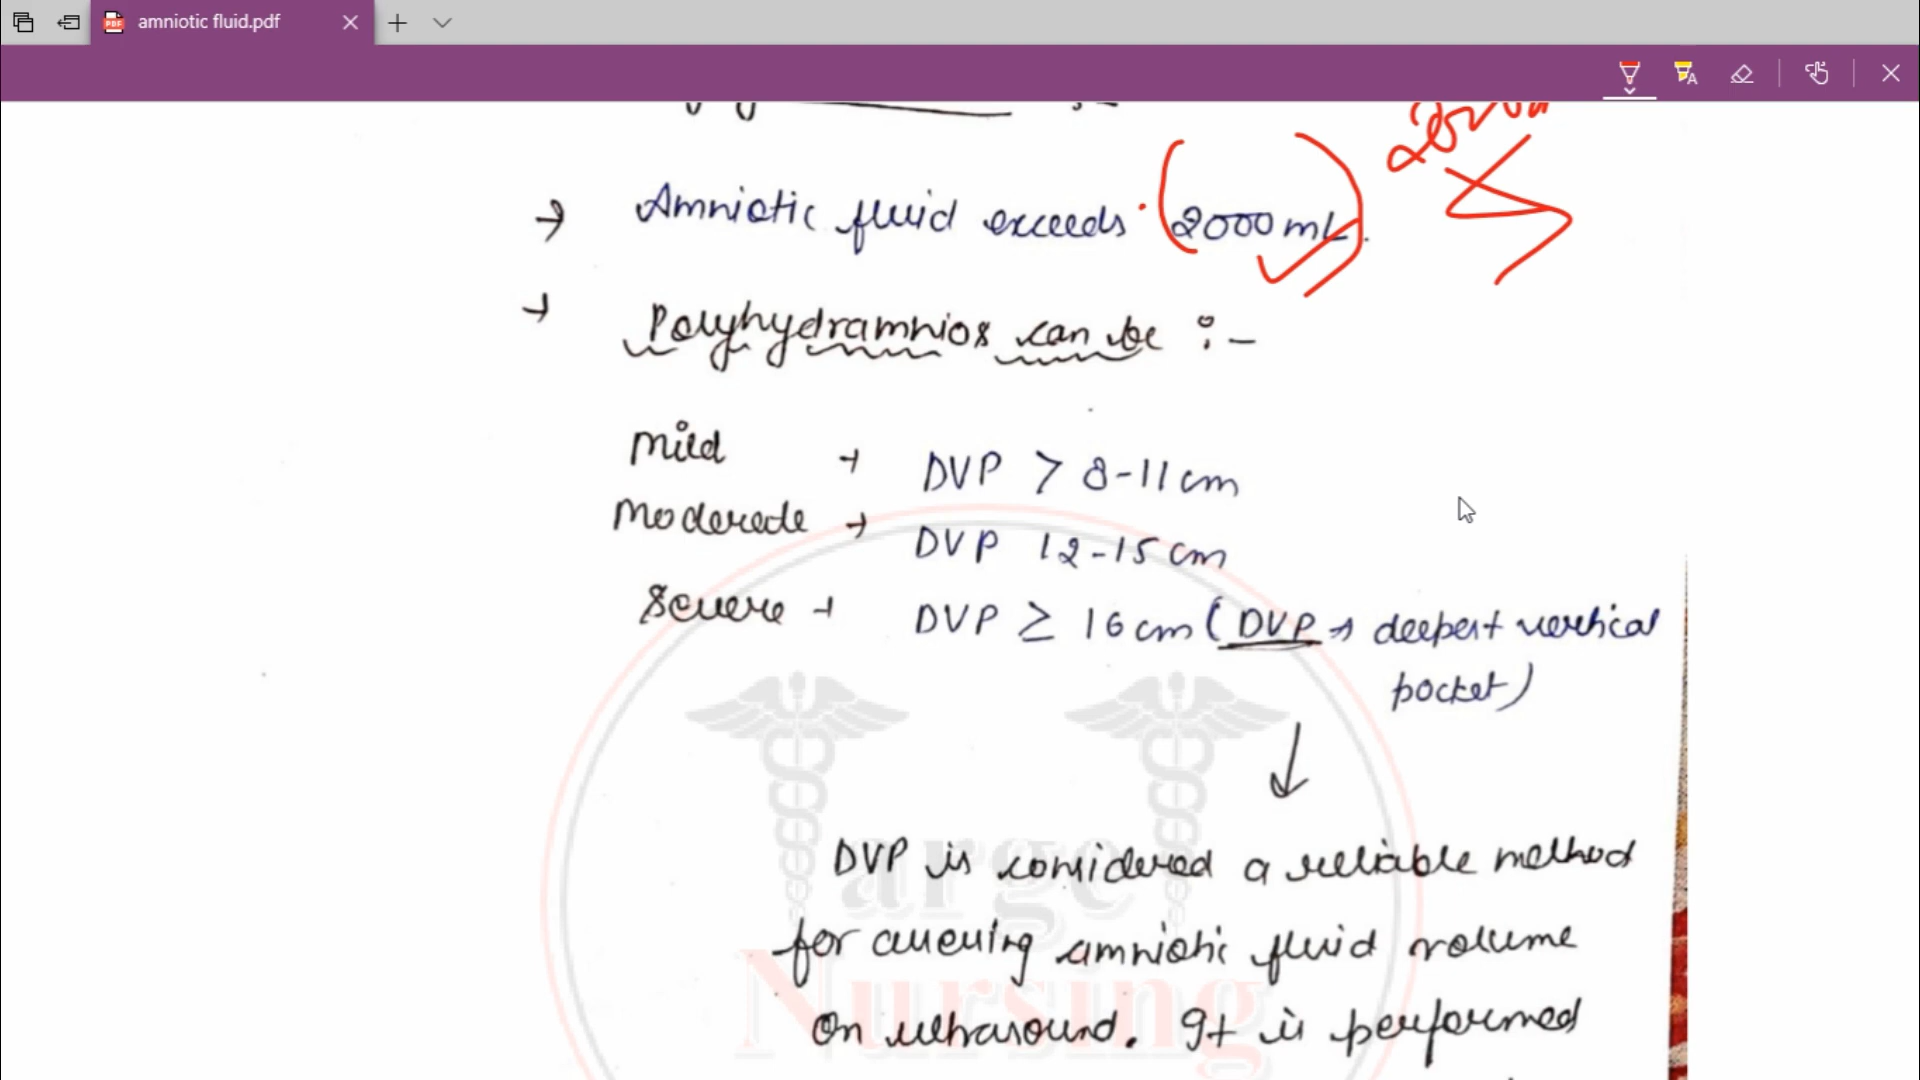 amniotic fluid.pdf
→ Amniotic fluid exceeds (2000 mL).
→ Polyhydramnios can be :-
Mild → DVP > 8-11 cm
Moderate → DVP 12-15 cm
Severe → DVP ≥ 16 cm (DVP → deepest vertical
pocket)
↓
DVP is considered a reliable method
for assessing amniotic fluid volume
on ultrasound. It is performed
arge
Nursing